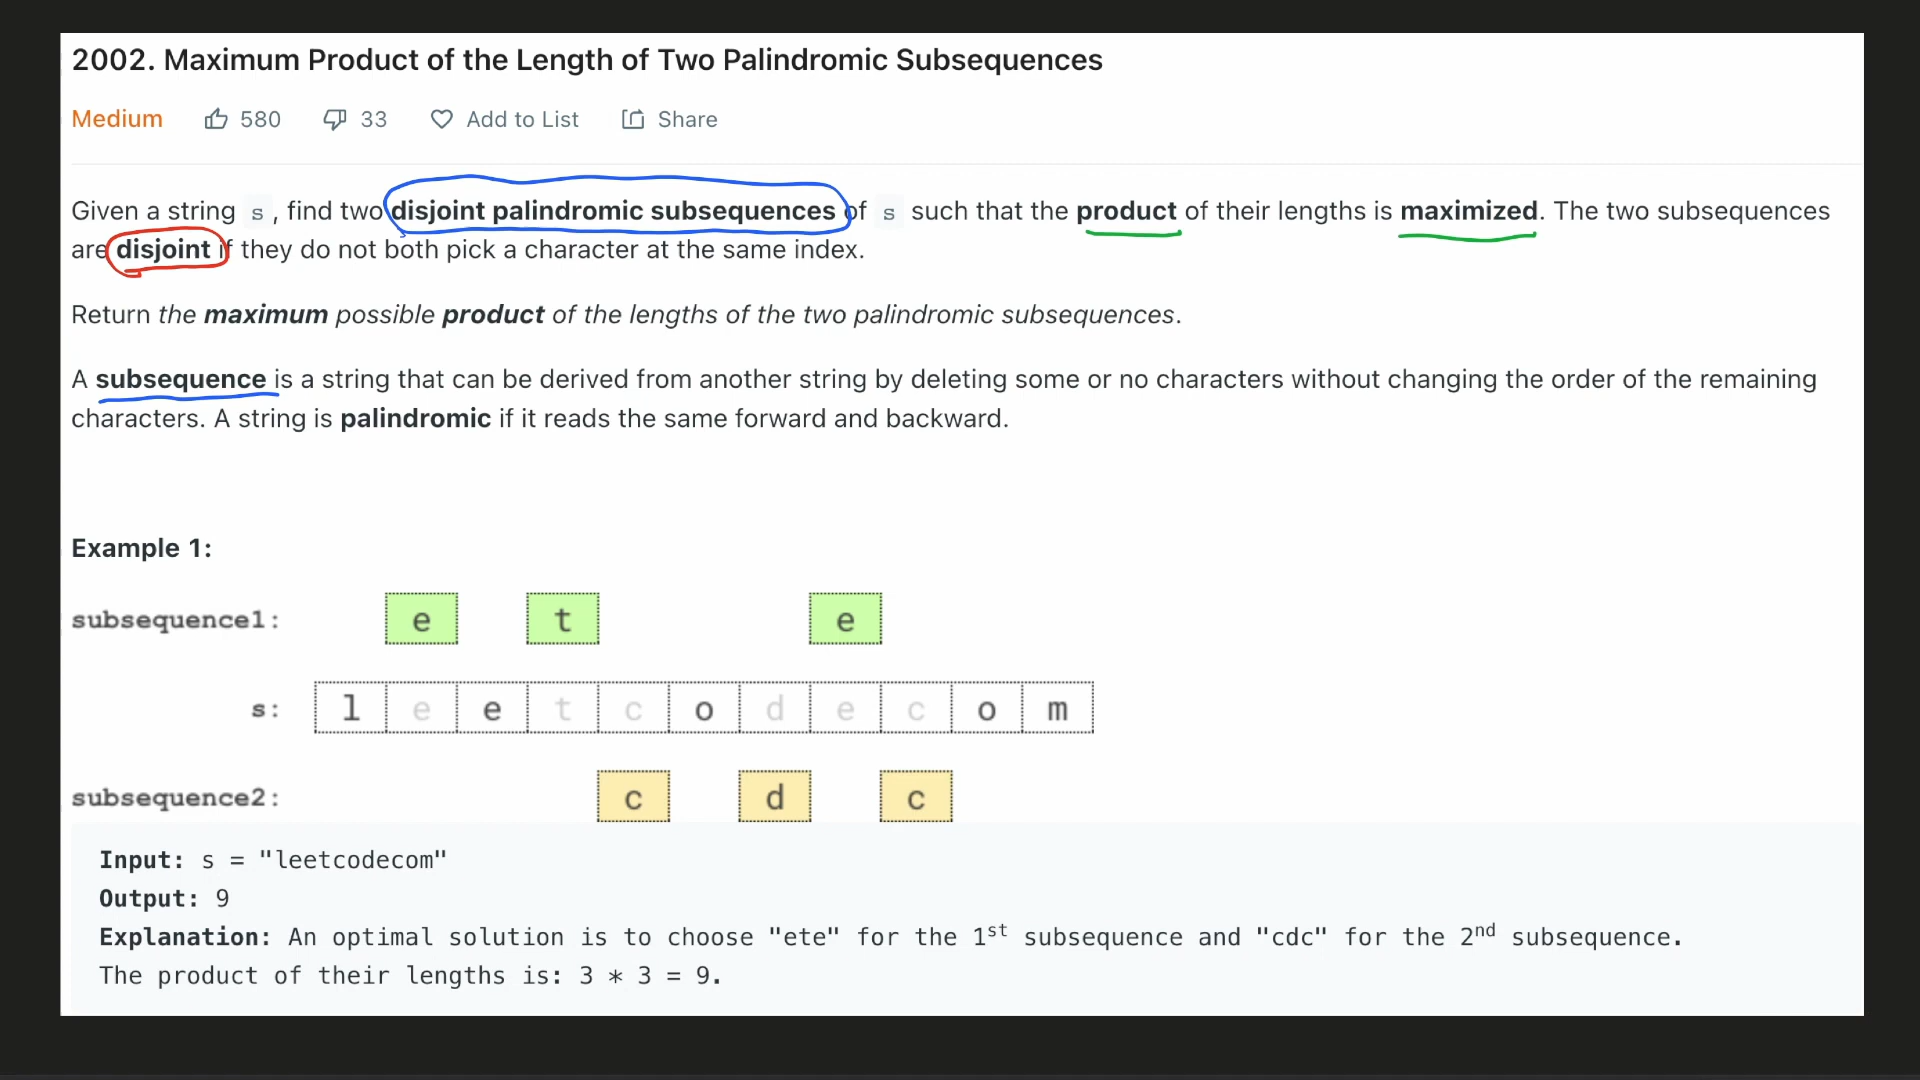 2002. Maximum Product of the Length of Two Palindromic Subsequences
Medium 580 33 Add to List Share
Given a string s, find two disjoint palindromic subsequences of s such that the product of their lengths is maximized. The two subsequences
are disjoint if they do not both pick a character at the same index.
Return the maximum possible product of the lengths of the two palindromic subsequences.
A subsequence is a string that can be derived from another string by deleting some or no characters without changing the order of the remaining
characters. A string is palindromic if it reads the same forward and backward.
Example 1:
subsequence1: e t e
s: l e e t c o d e c o m
subsequence2: c d c
Input: s = "leetcodecom"
Output: 9
Explanation: An optimal solution is to choose "ete" for the 1st subsequence and "cdc" for the 2nd subsequence.
The product of their lengths is: 3 * 3 = 9.